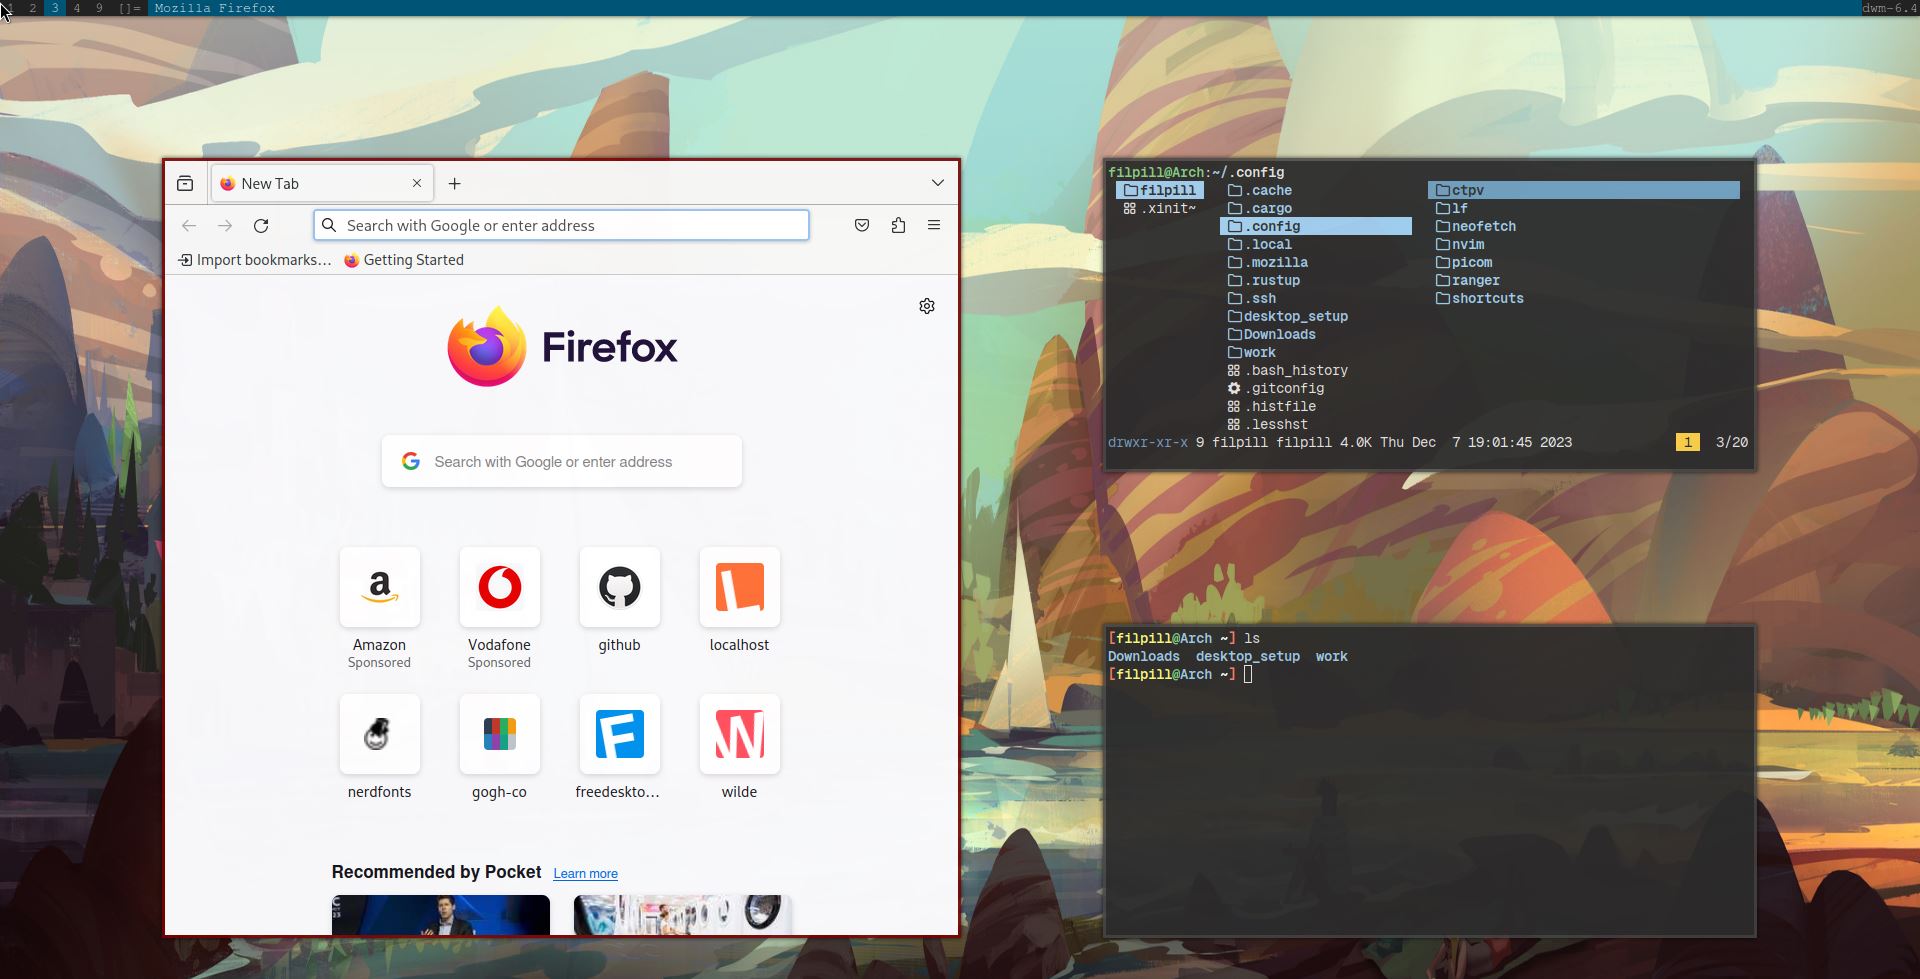 2 3 4 9 []= Mozilla Firefox
dwm-6.4
New Tab
Search with Google or enter address
Import bookmarks... Getting Started
Firefox
Search with Google or enter address
Amazon
Sponsored
Vodafone
Sponsored
github
localhost
nerdfonts
gogh-co
freedeskto...
wilde
Recommended by Pocket Learn more
filpill@Arch:~/.config
filpill
.xinit~
.cache
.cargo
.config
.local
.mozilla
.rustup
.ssh
desktop_setup
Downloads
work
.bash_history
.gitconfig
.histfile
.lesshst
ctpv
lf
neofetch
nvim
picom
ranger
shortcuts
drwxr-xr-x 9 filpill filpill 4.0K Thu Dec  7 19:01:45 2023 1 3/20
[filpill@Arch ~] ls
Downloads  desktop_setup  work
[filpill@Arch ~]